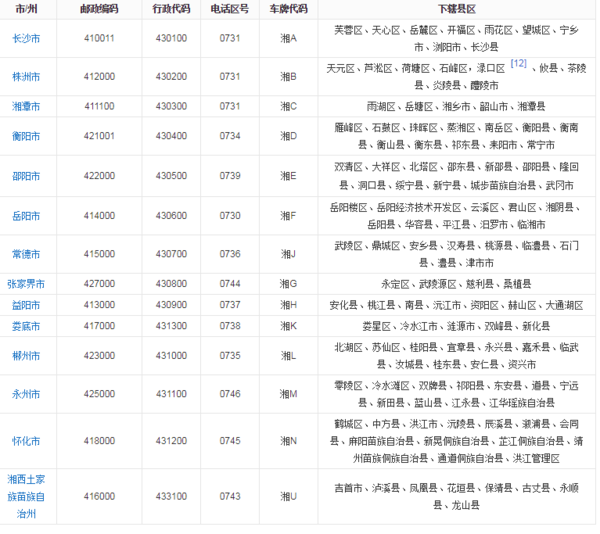 市/州 邮政编码 行政代码 电话区号 车牌代码 下辖县区
长沙市 410011 430100 0731 湘A 芙蓉区、天心区、岳麓区、开福区、雨花区、望城区、宁乡
市、浏阳市、长沙县
株洲市 412000 430200 0731 湘B 天元区、芦淞区、荷塘区、石峰区，渌口区 [12] 、攸县、茶陵
县、炎陵县、醴陵市
湘潭市 411100 430300 0731 湘C 雨湖区、岳塘区、湘乡市、韶山市、湘潭县
衡阳市 421001 430400 0734 湘D 雁峰区、石鼓区、珠晖区、蒸湘区、南岳区、衡阳县、衡南
县、衡山县、衡东县、祁东县、耒阳市、常宁市
邵阳市 422000 430500 0739 湘E 双清区、大祥区、北塔区、邵东县、新邵县、邵阳县、隆回
县、洞口县、绥宁县、新宁县、城步苗族自治县、武冈市
岳阳市 414000 430600 0730 湘F 岳阳楼区、岳阳经济技术开发区、云溪区、君山区、湘阴县、
岳阳县、华容县、平江县、汨罗市、临湘市
常德市 415000 430700 0736 湘J 武陵区、鼎城区、安乡县、汉寿县、桃源县、临澧县、石门
县、澧县、津市市
张家界市 427000 430800 0744 湘G 永定区、武陵源区、慈利县、桑植县
益阳市 413000 430900 0737 湘H 安化县、桃江县、南县、沅江市、资阳区、赫山区、大通湖区
娄底市 417000 431300 0738 湘K 娄星区、冷水江市、涟源市、双峰县、新化县
郴州市 423000 431000 0735 湘L 北湖区、苏仙区、桂阳县、宜章县、永兴县、嘉禾县、临武
县、汝城县、桂东县、安仁县、资兴市
永州市 425000 431100 0746 湘M 零陵区、冷水滩区、双牌县、祁阳县、东安县、道县、宁远
县、新田县、蓝山县、江永县、江华瑶族自治县
怀化市 418000 431200 0745 湘N 鹤城区、中方县、洪江市、沅陵县、辰溪县、溆浦县、会同
县、麻阳苗族自治县、新晃侗族自治县、芷江侗族自治县、靖
州苗族侗族自治县、通道侗族自治县、洪江管理区
湘西土家
族苗族自
治州 416000 433100 0743 湘U 吉首市、泸溪县、凤凰县、花垣县、保靖县、古丈县、永顺
县、龙山县